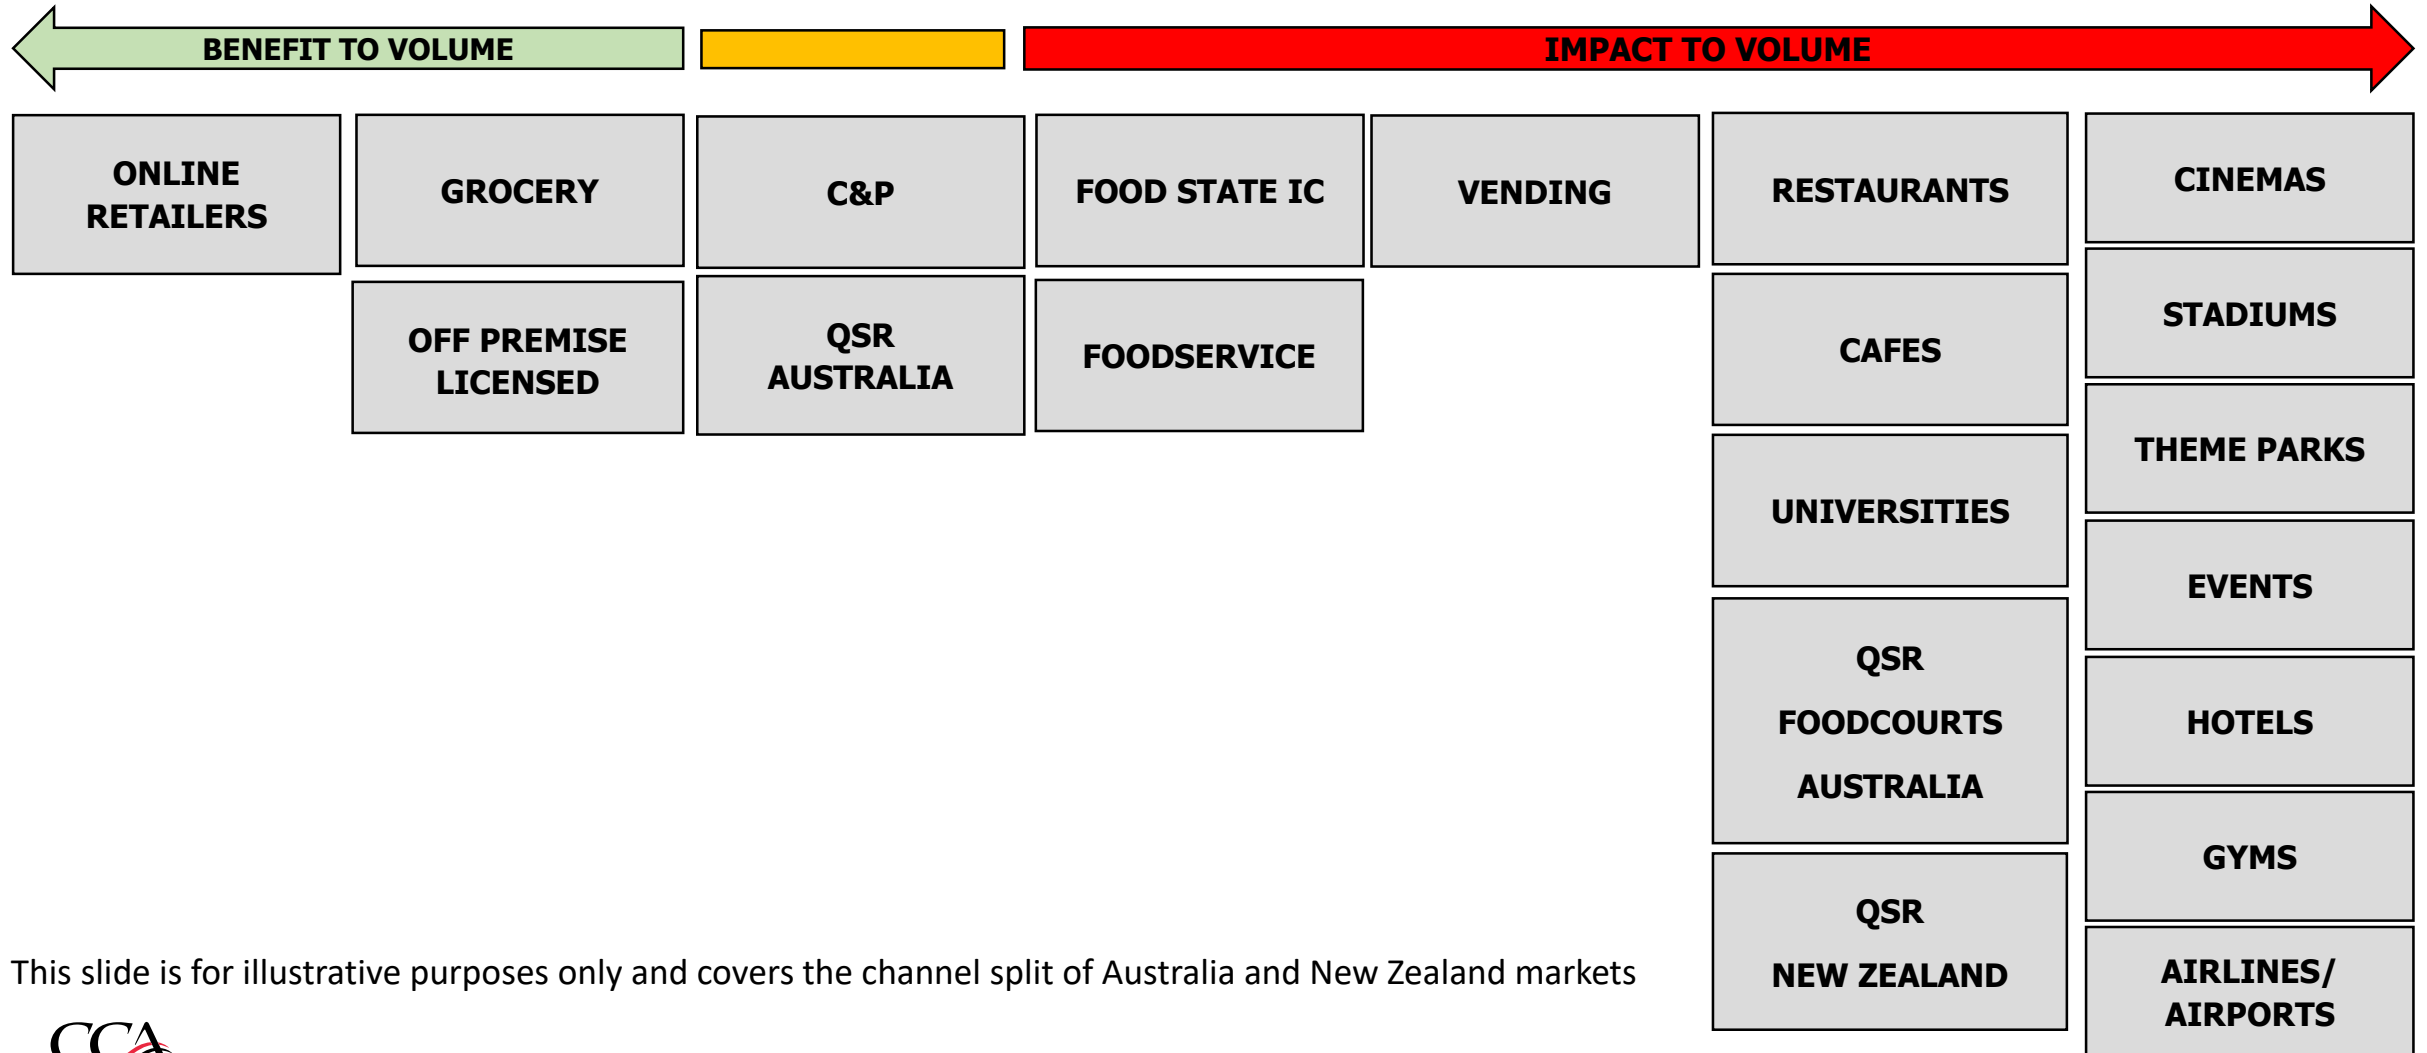 BENEFIT TO VOLUME
IMPACT TO VOLUME
ONLINE
RETAILERS
GROCERY
C&P
FOOD STATE IC
VENDING
RESTAURANTS
CINEMAS
OFF PREMISE
LICENSED
QSR
AUSTRALIA
FOODSERVICE
CAFES
STADIUMS
UNIVERSITIES
THEME PARKS
QSR
FOODCOURTS
AUSTRALIA
EVENTS
HOTELS
QSR
NEW ZEALAND
GYMS
AIRLINES/
AIRPORTS
This slide is for illustrative purposes only and covers the channel split of Australia and New Zealand markets
CCA